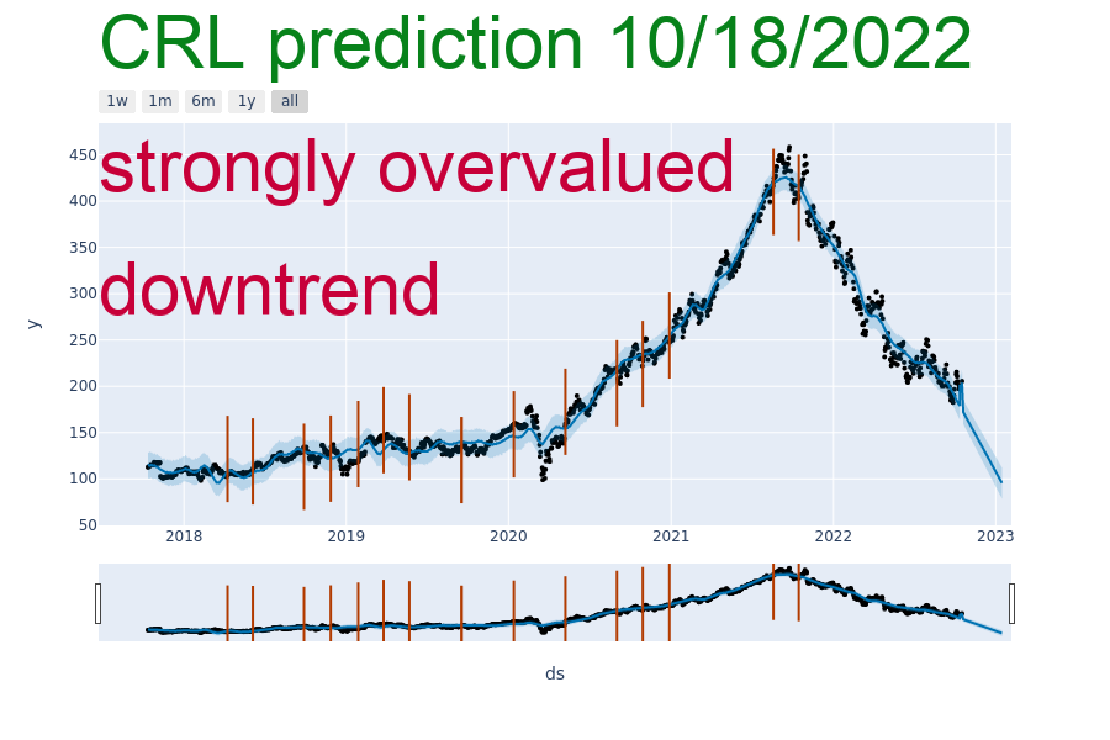 CRL prediction 10/18/2022
1w 1m 6m 1y all
450
strongly overvalued
400
350
downtrend
300
y
250
200
150
100
50
2018 2019 2020 2021 2022 2023
ds